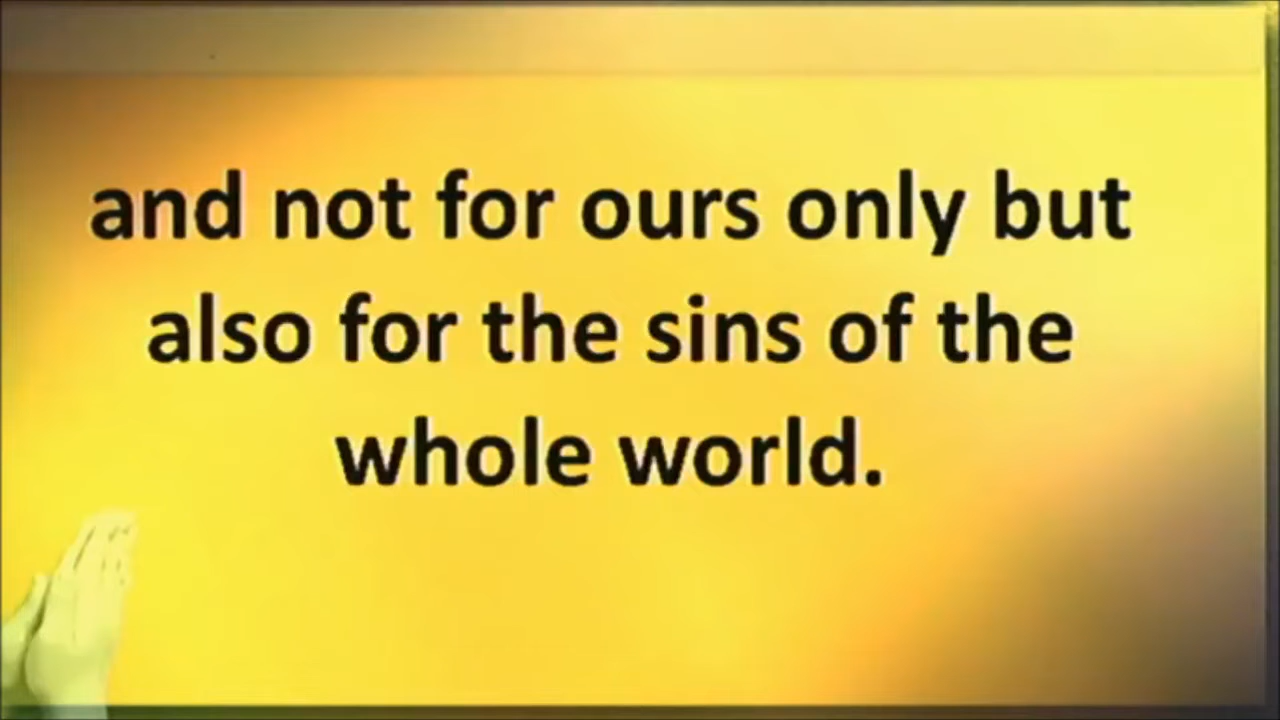 and not for ours only but
also for the sins of the
whole world.